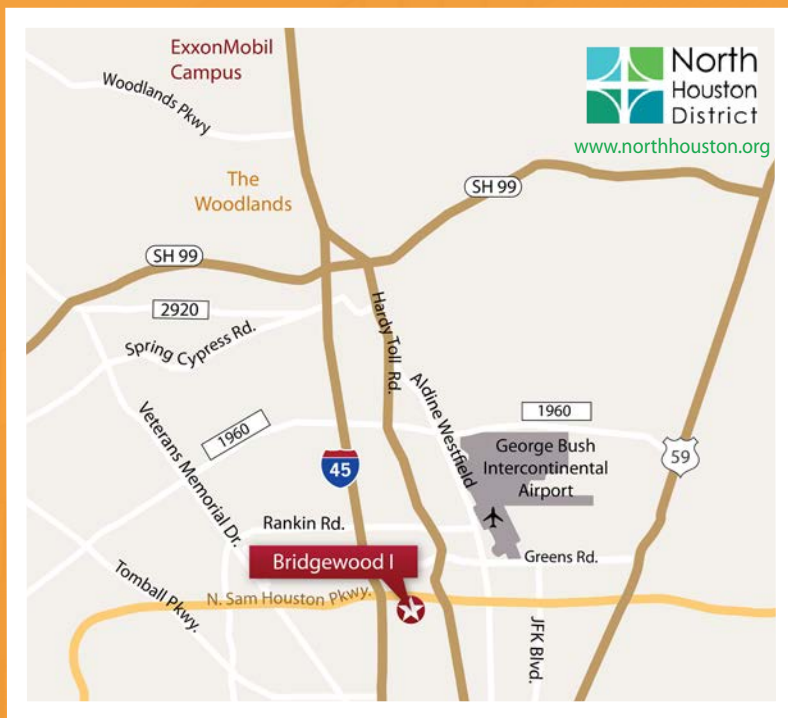 ExxonMobil
Campus
Woodlands Pkwy
North
Houston
District
www.northhouston.org
The
Woodlands
SH 99
SH 99
2920
Spring Cypress Rd.
Hardy Toll Rd.
Aldine Westfield
Veterans Memorial Dr.
1960
1960
45
George Bush
Intercontinental
Airport
59
Rankin Rd.
Bridgewood I
Greens Rd.
Tomball Pkwy.
N. Sam Houston Pkwy.
JFK Blvd.